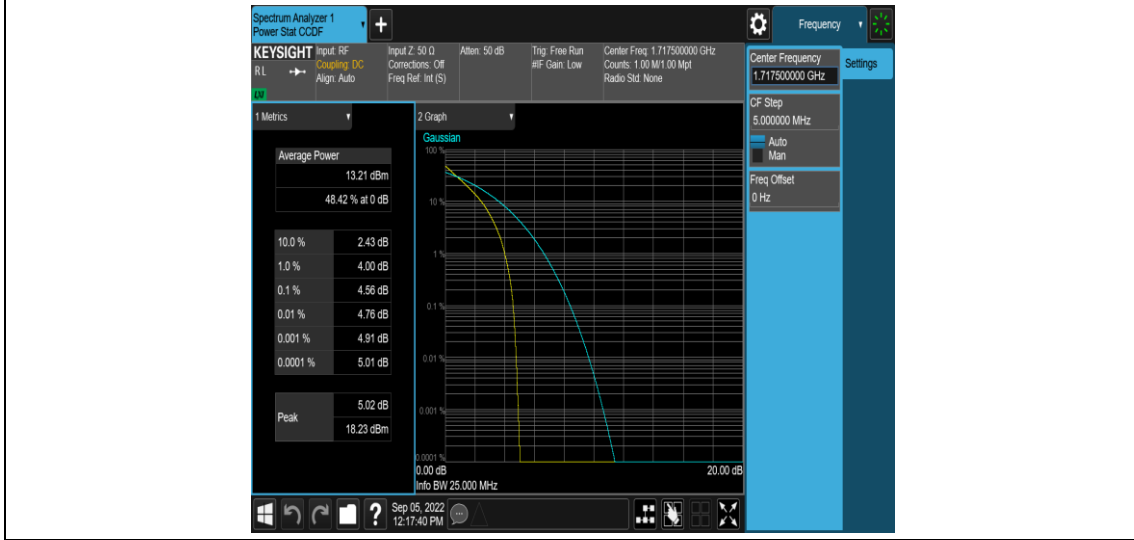 Spectrum Analyzer 1
Power Stat CCDF
Frequency
KEYSIGHT
RL
LM
Input: RF
Coupling: DC
Align: Auto
Input Z: 50 Ω
Corrections: Off
Freq Ref: Int (S)
Atten: 50 dB
Trig: Free Run
#IF Gain: Low
Center Freq: 1.717500000 GHz
Counts: 1.00 M/1.00 Mpt
Radio Std: None
Center Frequency
1.717500000 GHz
Settings
CF Step
5.000000 MHz
Auto
Man
Freq Offset
0 Hz
1 Metrics
Average Power
13.21 dBm
48.42 % at 0 dB
10.0 % 2.43 dB
1.0 % 4.00 dB
0.1 % 4.56 dB
0.01 % 4.76 dB
0.001 % 4.91 dB
0.0001 % 5.01 dB
Peak
5.02 dB
18.23 dBm
2 Graph
Gaussian
100 %
10 %
1 %
0.1 %
0.01 %
0.001 %
0.0001 %
0.00 dB 20.00 dB
Info BW 25.000 MHz
?
Sep 05, 2022
12:17:40 PM